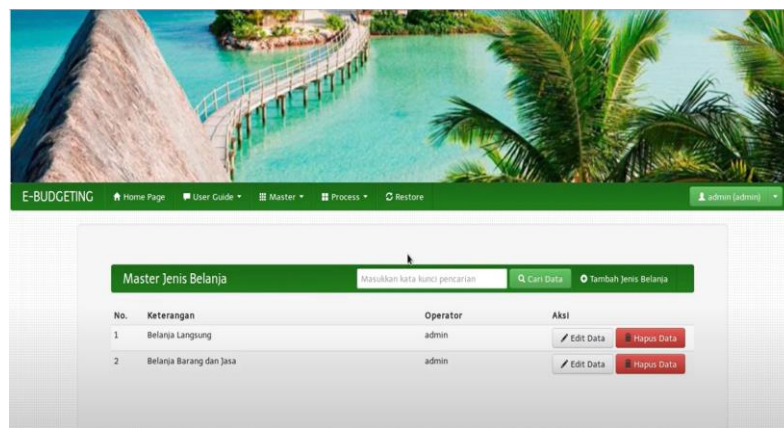 E-BUDGETING Home Page User Guide Master Process Restore admin (admin)
Master Jenis Belanja Masukkan kata kunci pencarian Cari Data Tambah Jenis Belanja
No. Keterangan Operator Aksi
1 Belanja Langsung admin Edit Data Hapus Data
2 Belanja Barang dan Jasa admin Edit Data Hapus Data